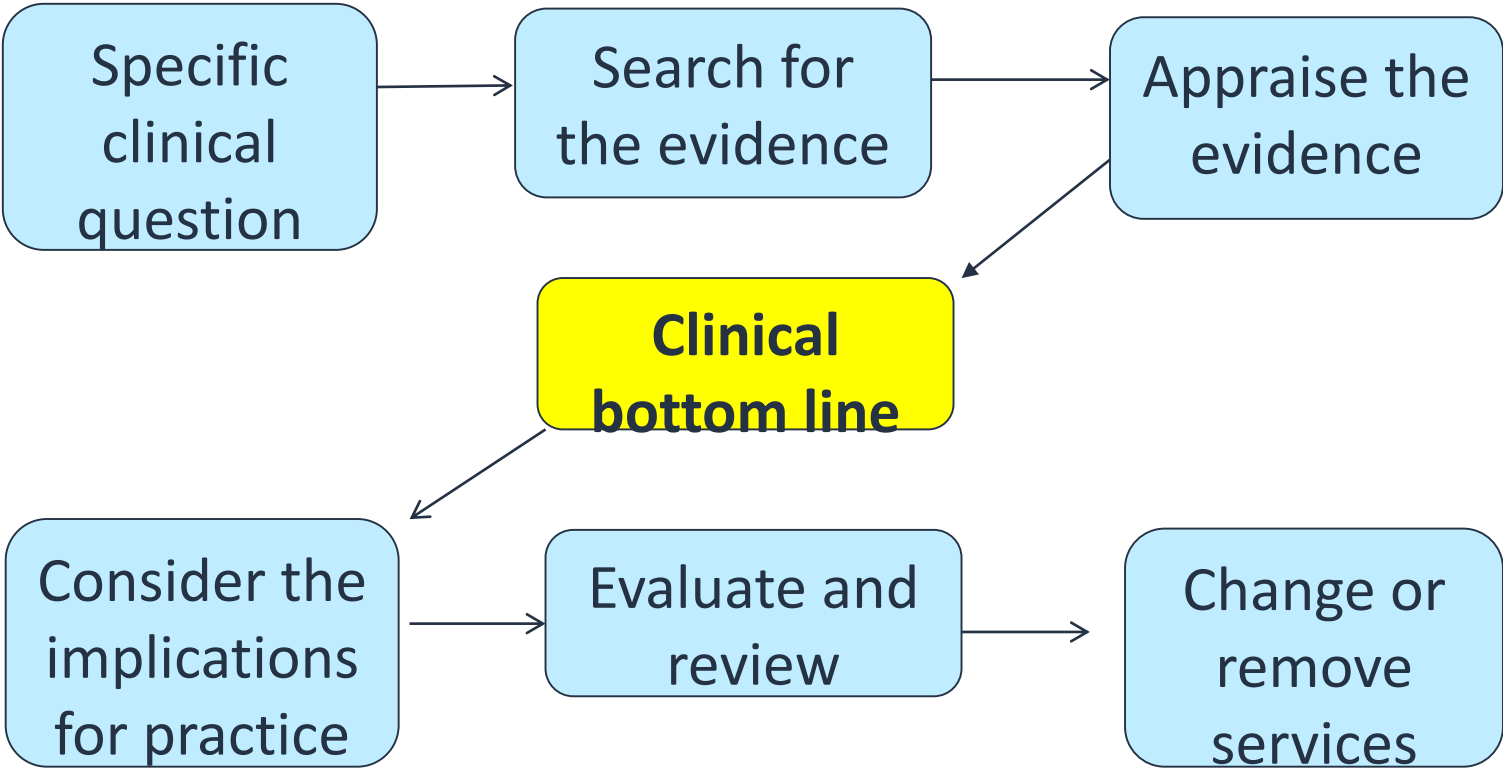 Specific
clinical
question
Search for
the evidence
Appraise the
evidence
Clinical
bottom line
Consider the
implications
for practice
Evaluate and
review
Change or
remove
services